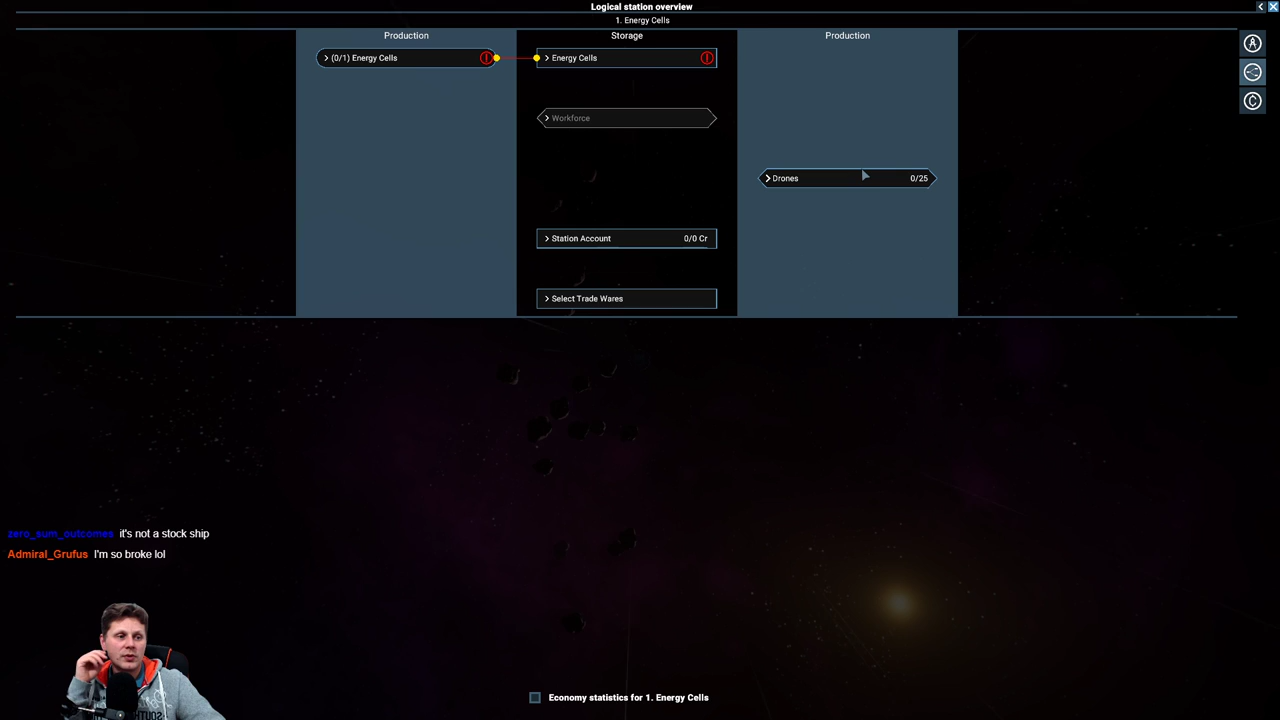 Logical station overview
1. Energy Cells
Production
Storage
Production
(0/1) Energy Cells
Energy Cells
Workforce
Drones 0/25
Station Account 0/0 Cr
Select Trade Wares
A
C
zero_sum_outcomes it's not a stock ship
Admiral_Grufus I'm so broke lol
Economy statistics for 1. Energy Cells